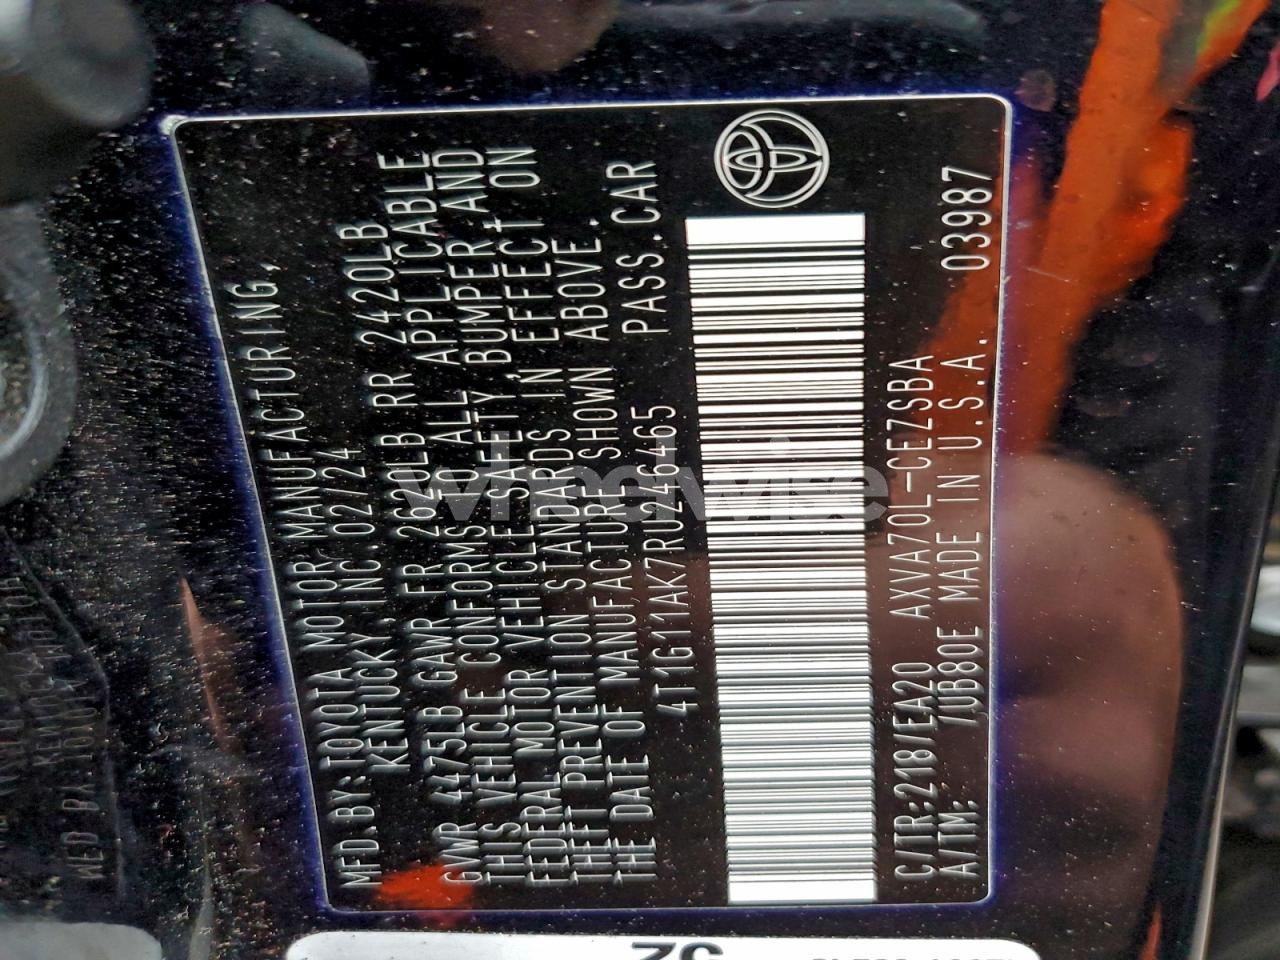 MFD.BY:TOYOTA MOTOR MANUFACTURING,
KENTUCKY,INC.02/24
GVWR 4475LB GAWR FR 2620LB RR 2420LB
THIS VEHICLE CONFORMS TO ALL APPLICABLE
FEDERAL MOTOR VEHICLE SAFETY,BUMPER,AND
THEFT PREVENTION STANDARDS IN EFFECT ON
THE DATE OF MANUFACTURE SHOWN ABOVE.
4T1G11AK7RU246465 PASS.CAR
C/TR:218/EA20 AXVA70L-CEZSBA 03987
A/TM: /UB80E MADE IN U.S.A.
wheelwise